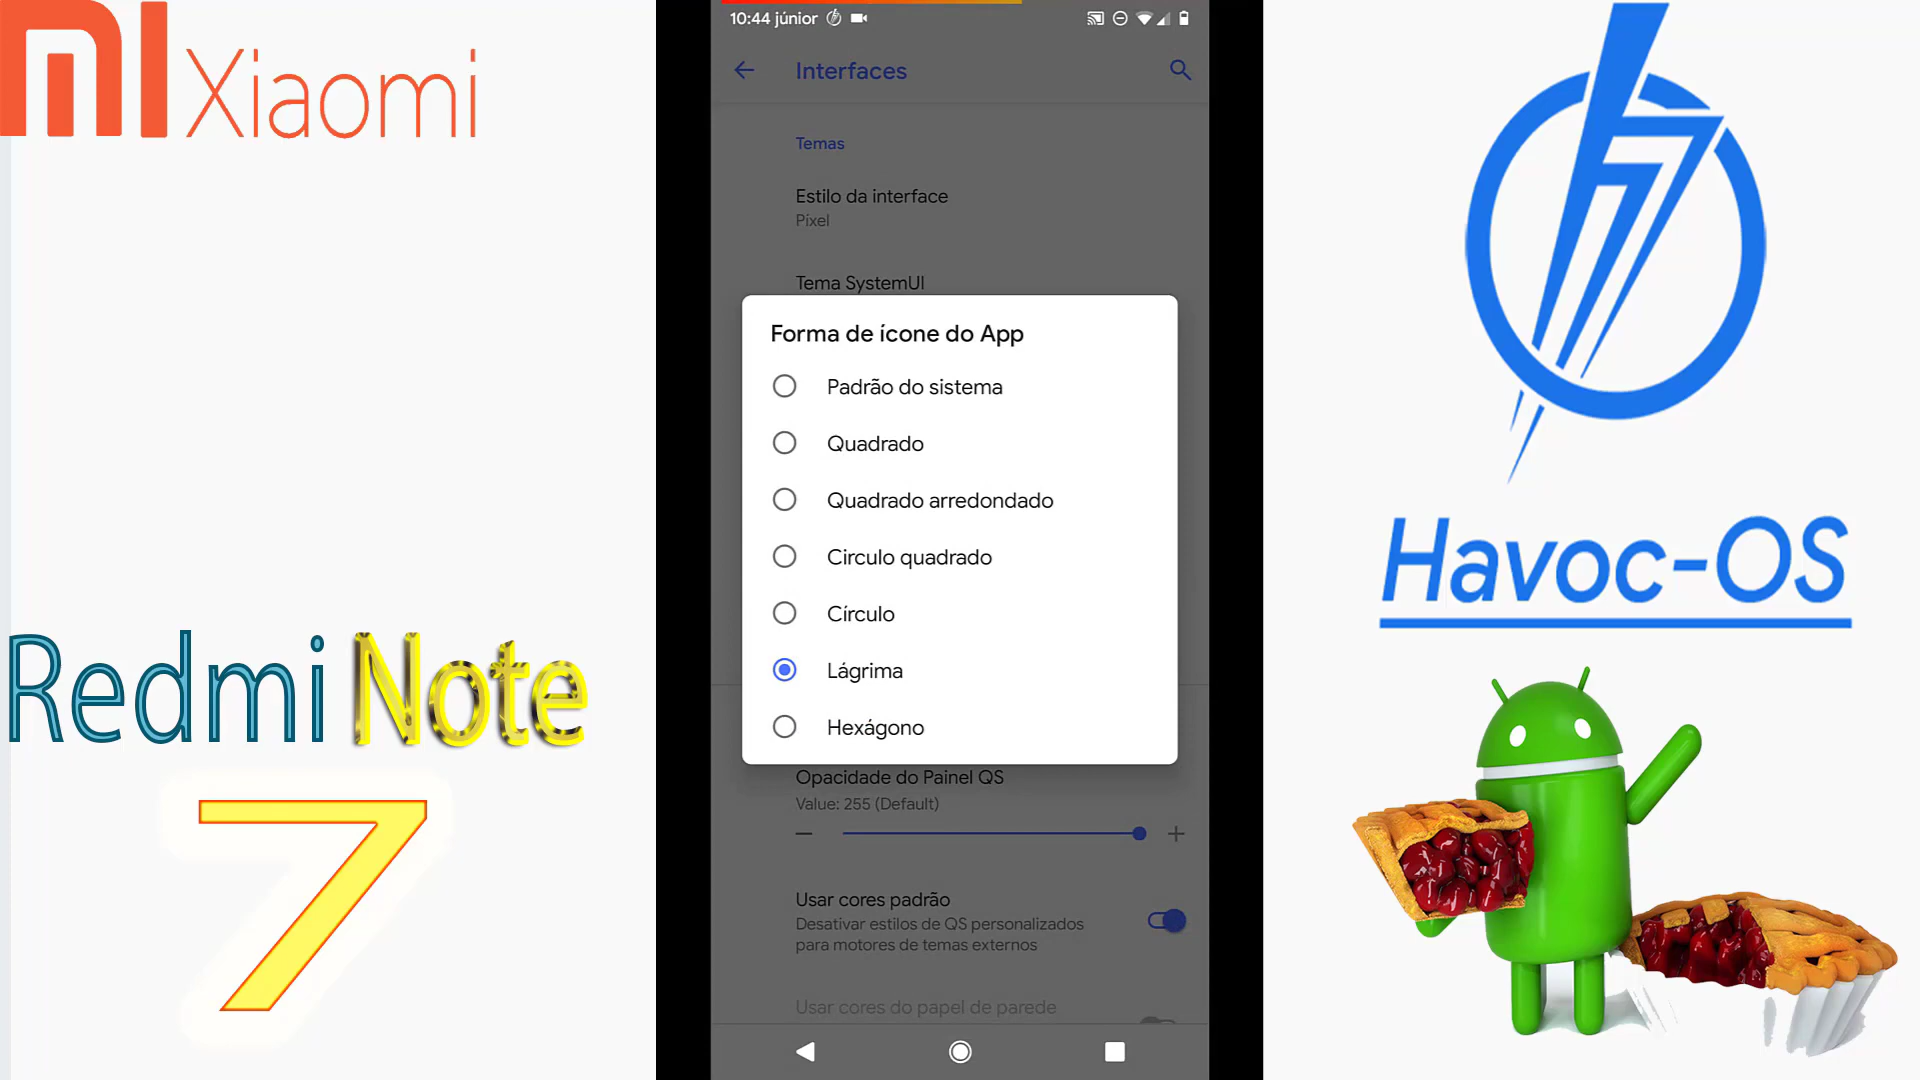 Xiaomi
Redmi Note
7
10:44 júnior
Interfaces
Temas
Estilo da interface
Píxel
Tema SystemUI
Forma de ícone do App
Padrão do sistema
Quadrado
Quadrado arredondado
Circulo quadrado
Círculo
Lágrima
Hexágono
Opacidade do Painel QS
Value: 255 (Default)
Usar cores padrão
Desativar estilos de QS personalizados
para motores de temas externos
Usar cores do papel de parede
Havoc-OS